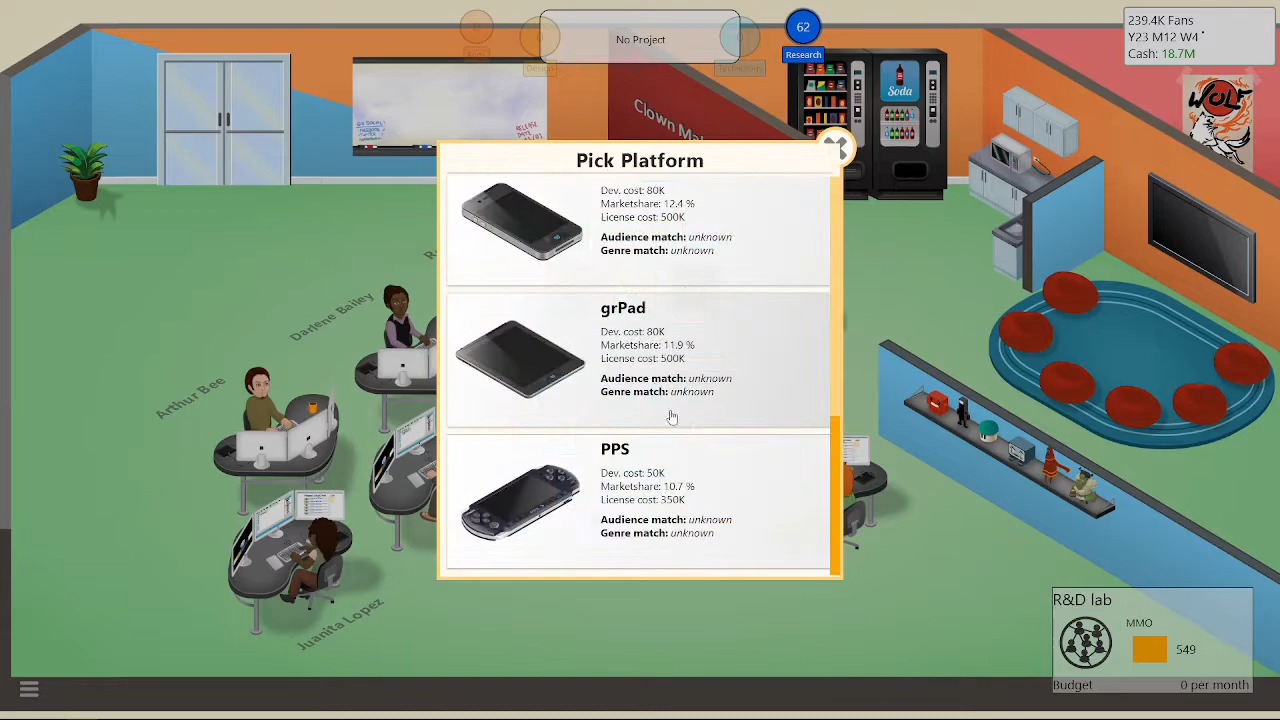 239.4K Fans
62
No Project
Y23 M12 W4
Research
Cash: 18.7M
Design
Soda
RELEASE
WOLF
Clown Ma
Pick Platform
Dev. cost: 80K
Marketshare: 12.4 %
License cost: 500K
Audience match: unknown
Genre match: unknown
grPad
Dev. cost: 80K
Marketshare: 11.9 %
License cost: 500K
Audience match: unknown
Genre match: unknown
PPS
Dev. cost: 50K
Marketshare: 10.7 %
License cost: 350K
Audience match: unknown
Genre match: unknown
Darlene Bailey
R
Arthur Bee
Juanita Lopez
R&D lab
MMO
549
Budget
0 per month